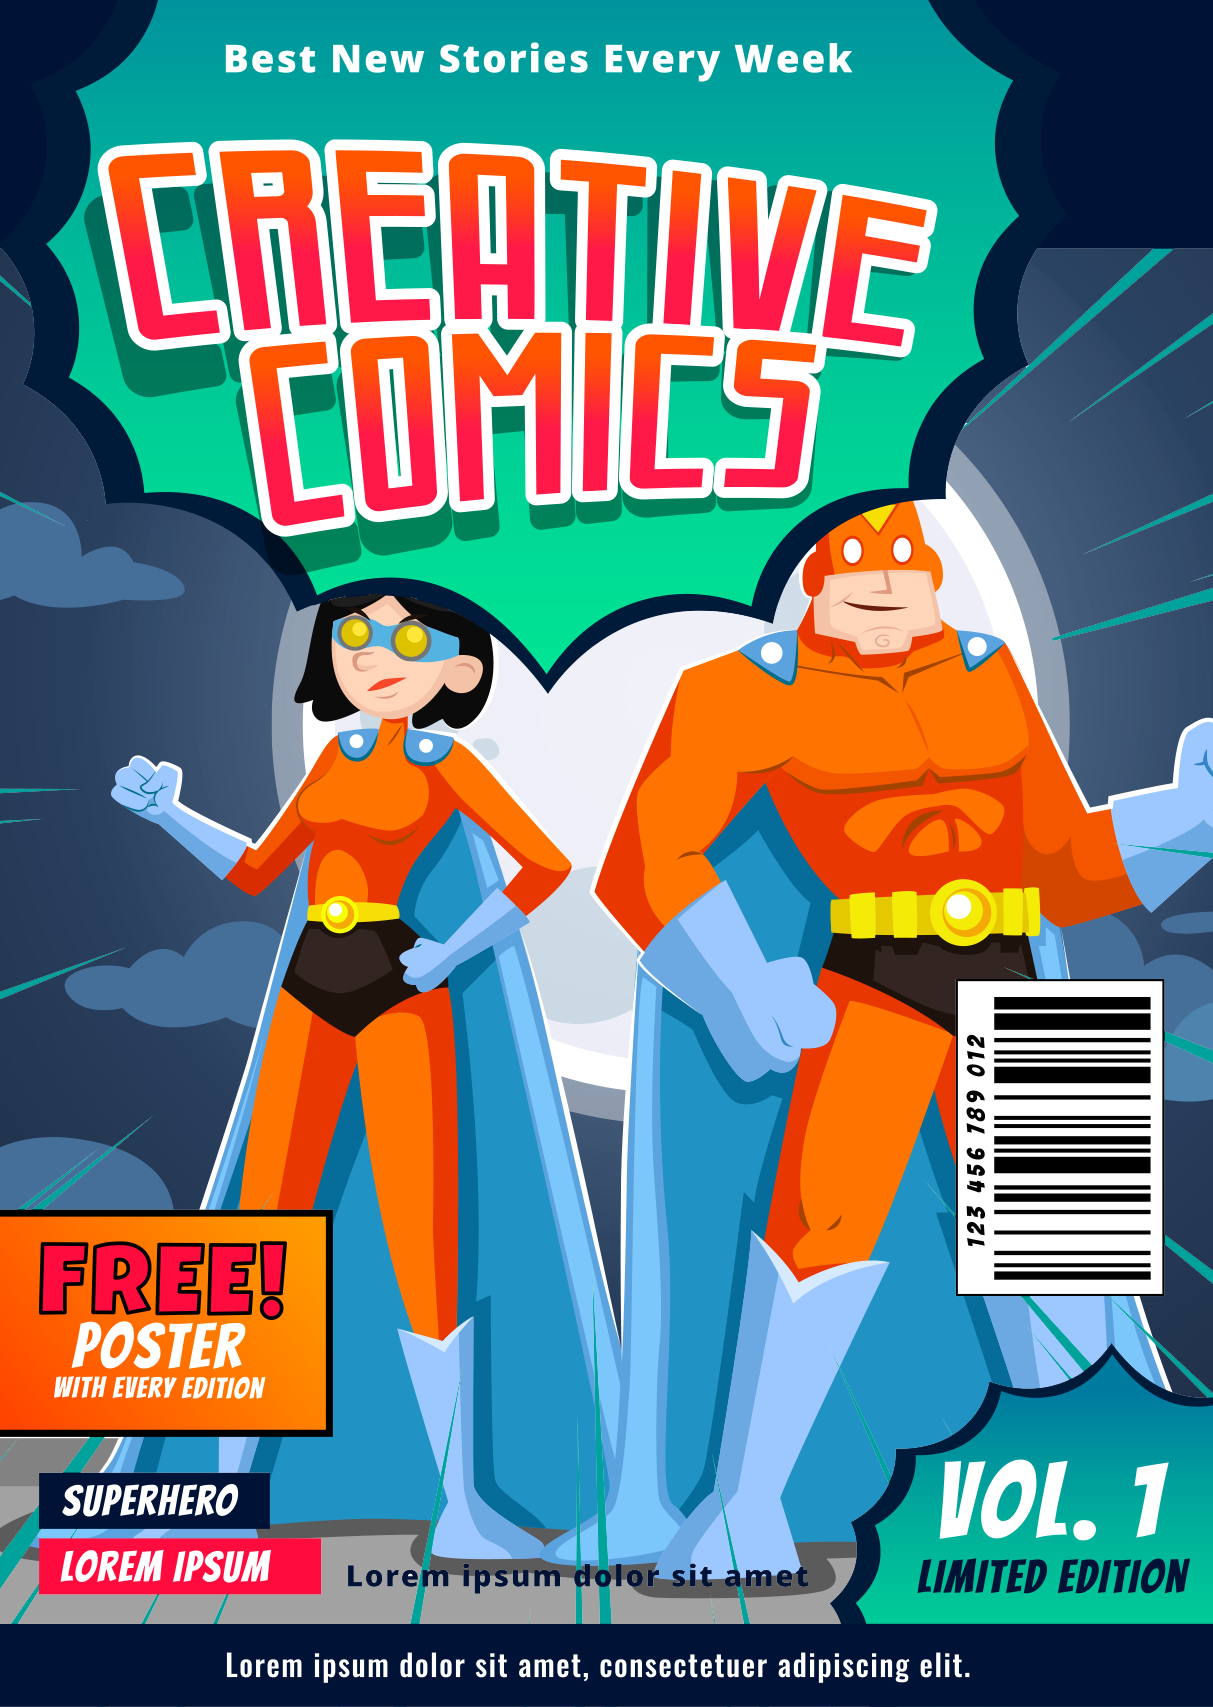 Best New Stories Every Week
CREATIVE
COMICS
123 456 789 012
FREE!
POSTER
WITH EVERY EDITION
SUPERHERO
LOREM IPSUM
Lorem ipsum dolor sit amet
VOL. 1
LIMITED EDITION
Lorem ipsum dolor sit amet, consectetuer adipiscing elit.